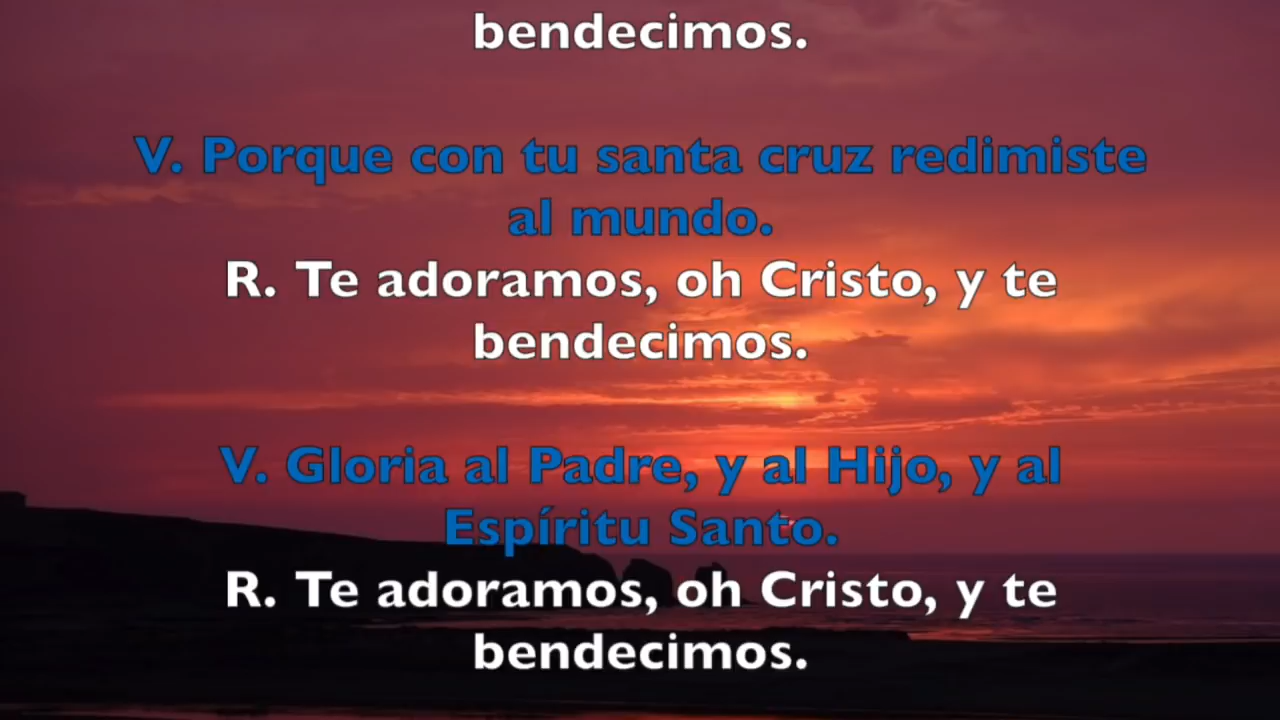 bendecimos.
V. Porque con tu santa cruz redimiste
al mundo.
R. Te adoramos, oh Cristo, y te
bendecimos.
V. Gloria al Padre, y al Hijo, y al
Espíritu Santo.
R. Te adoramos, oh Cristo, y te
bendecimos.